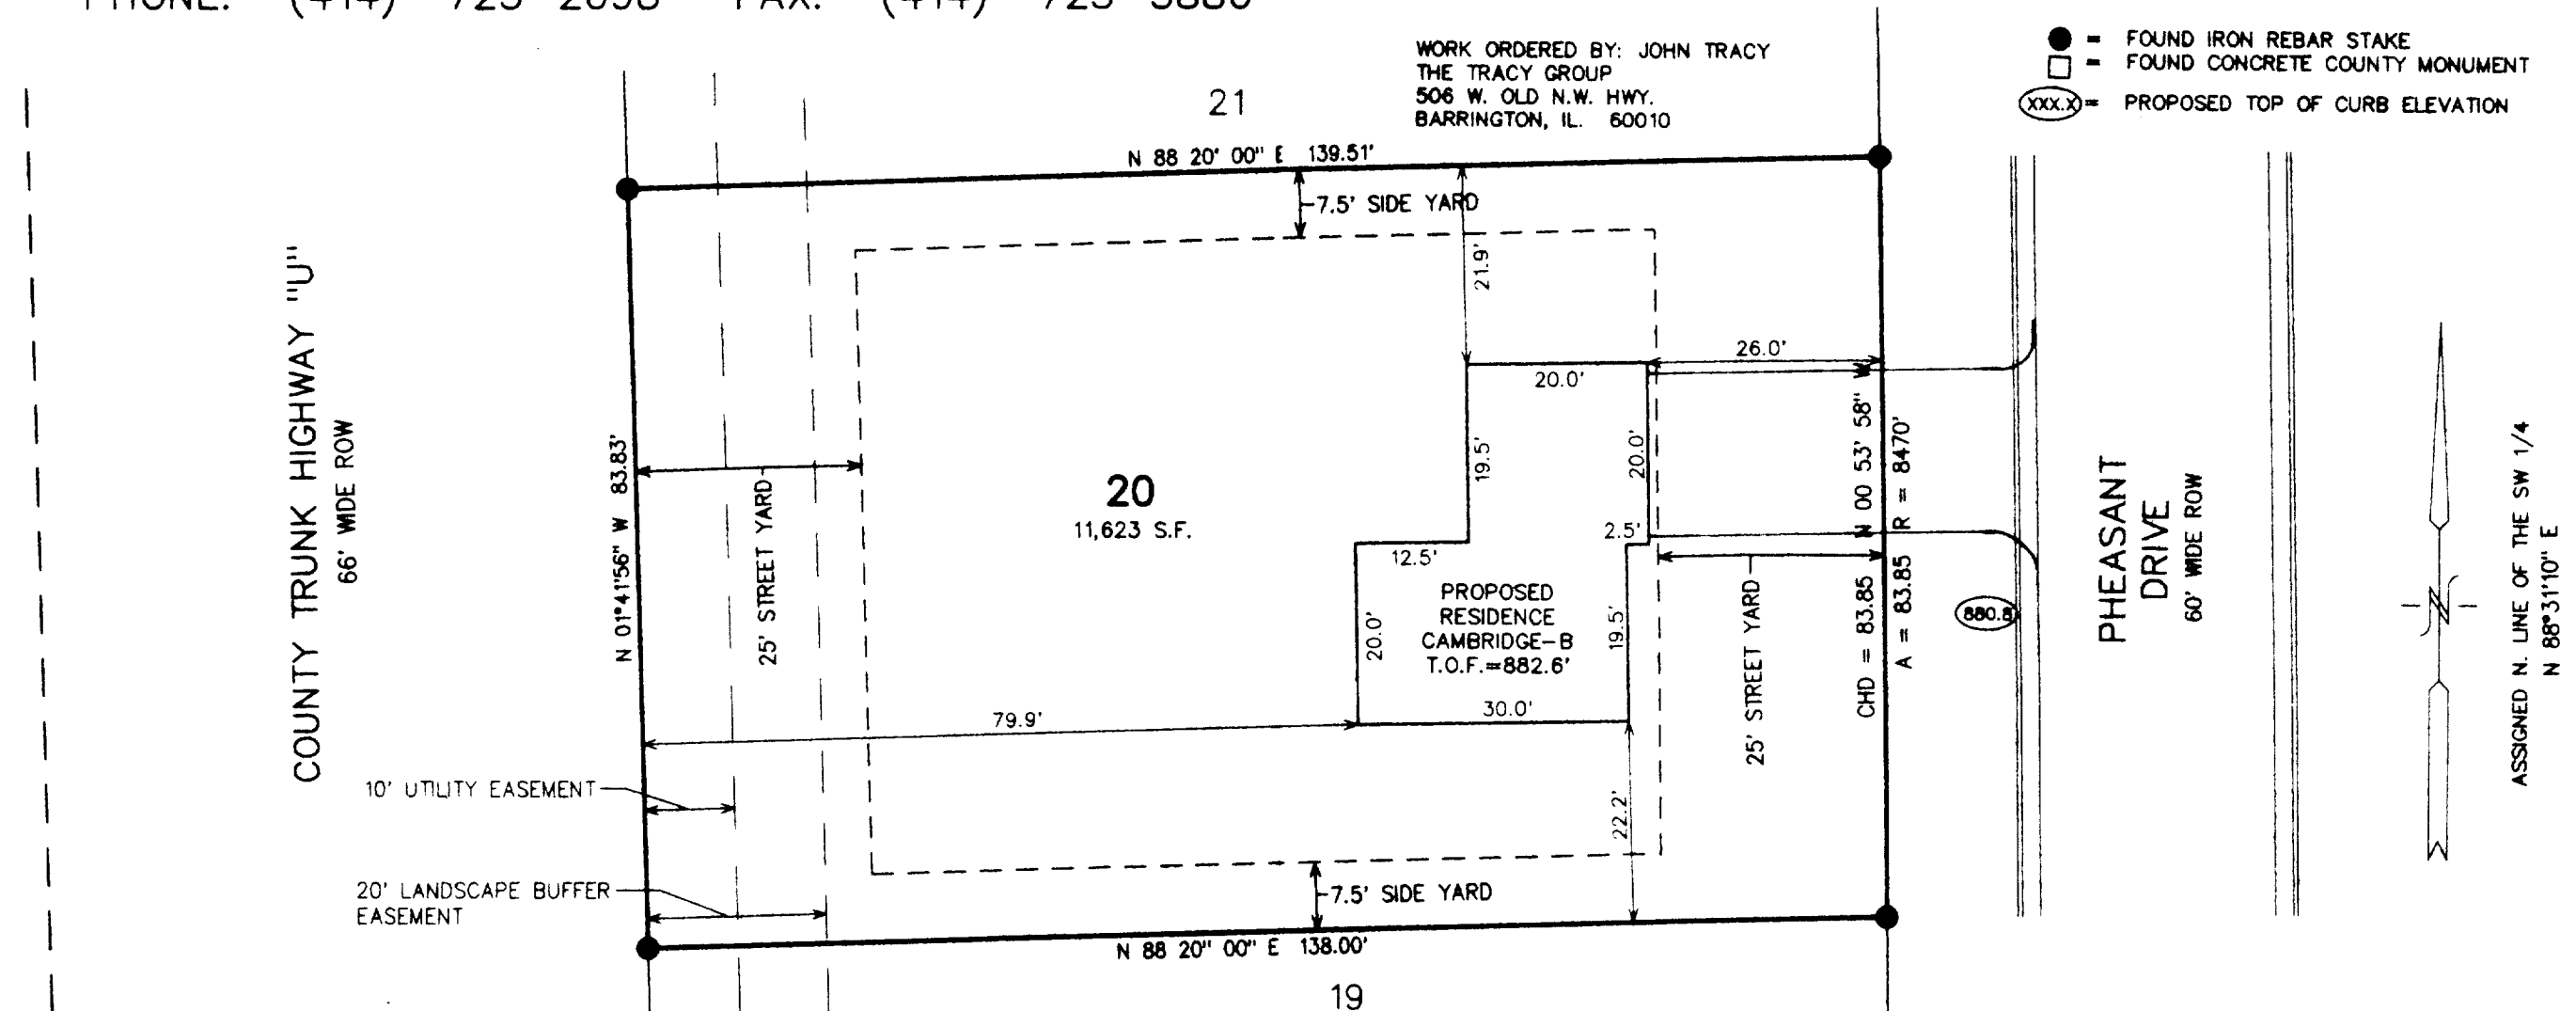 WORK ORDERED BY: JOHN TRACY
THE TRACY GROUP
506 W. OLD N.W. HWY.
BARRINGTON, IL. 60010
= FOUND IRON REBAR STAKE
= FOUND CONCRETE COUNTY MONUMENT
XXX.X = PROPOSED TOP OF CURB ELEVATION
21
N 88 20' 00" E 139.51'
7.5' SIDE YARD
21.9'
COUNTY TRUNK HIGHWAY "U"
66' WIDE ROW
N 01°41'56" W 83.83'
25' STREET YARD
20
11,623 S.F.
26.0'
20.0'
19.5'
20.0'
2.5'
12.5'
PROPOSED
RESIDENCE
CAMBRIDGE-B
T.O.F.=882.6'
20.0'
19.5'
30.0'
79.9'
22.2'
25' STREET YARD
CHD = 83.85 N 00 53' 58" W
A = 83.85 R = 8470'
880.8
PHEASANT
DRIVE
60' WIDE ROW
N
ASSIGNED N. LINE OF THE SW 1/4
N 88°31'10" E
10' UTILITY EASEMENT
20' LANDSCAPE BUFFER
EASEMENT
7.5' SIDE YARD
N 88 20" 00" E 138.00'
19